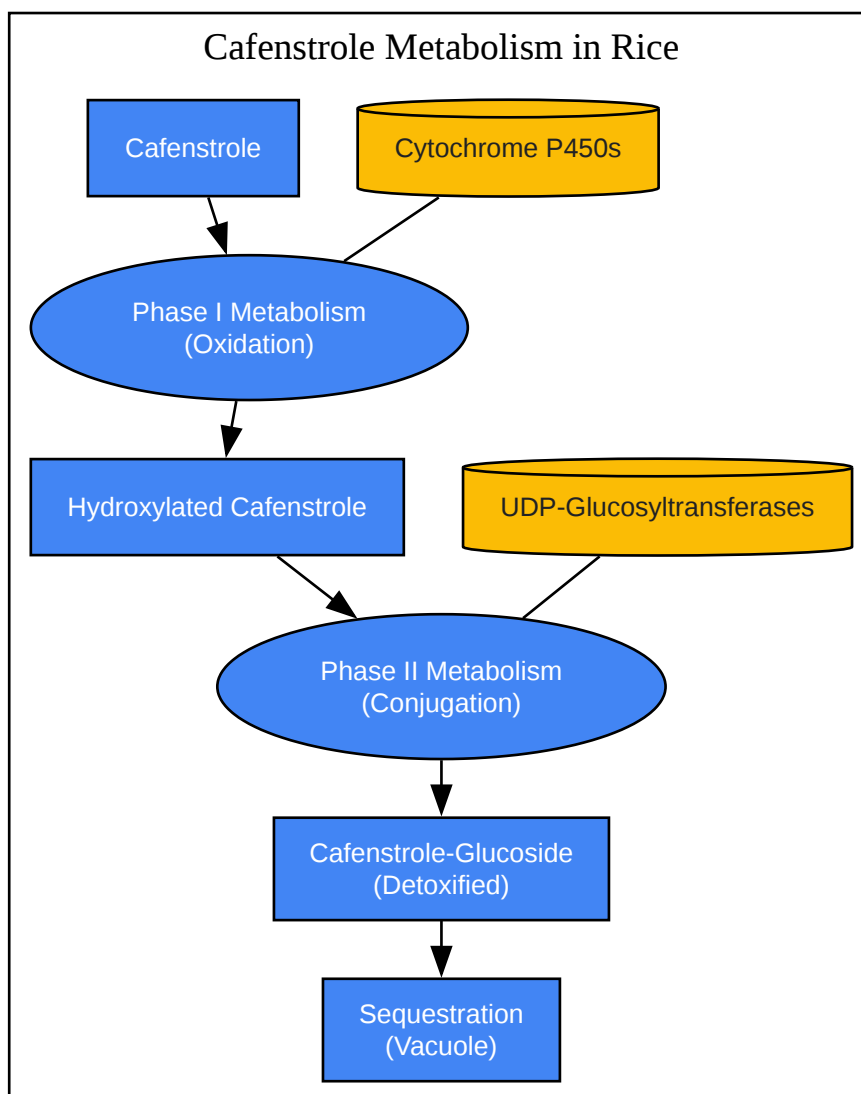 Cafenstrole Metabolism in Rice
Cafenstrole
Cytochrome P450s
Phase I Metabolism
(Oxidation)
Hydroxylated Cafenstrole
UDP-Glucosyltransferases
Phase II Metabolism
(Conjugation)
Cafenstrole-Glucoside
(Detoxified)
Sequestration
(Vacuole)